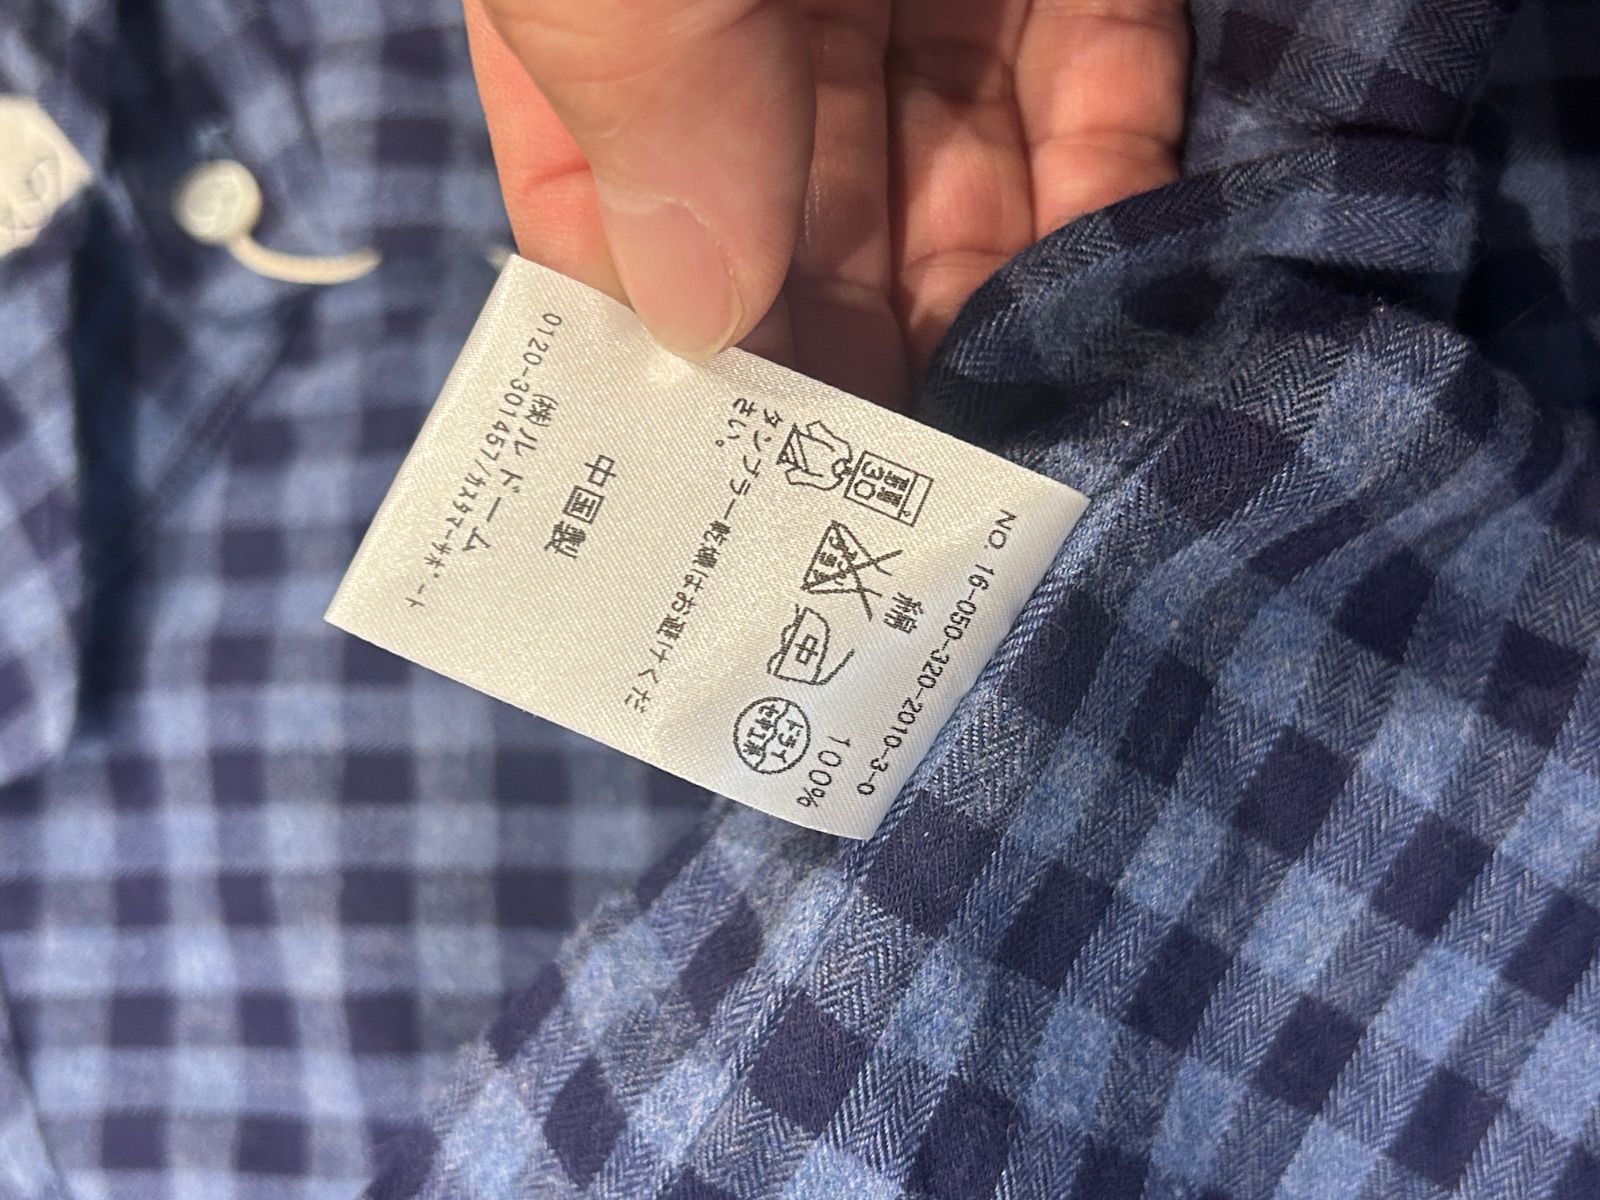 NO. 16-050-320-2010-3-0
綿 100%
30
中
ドライ
セキユ系
タンブラー乾燥機はお避けくだ
さい。
中国製
㈱ルドーム
0120-301457/カスタマーサポート